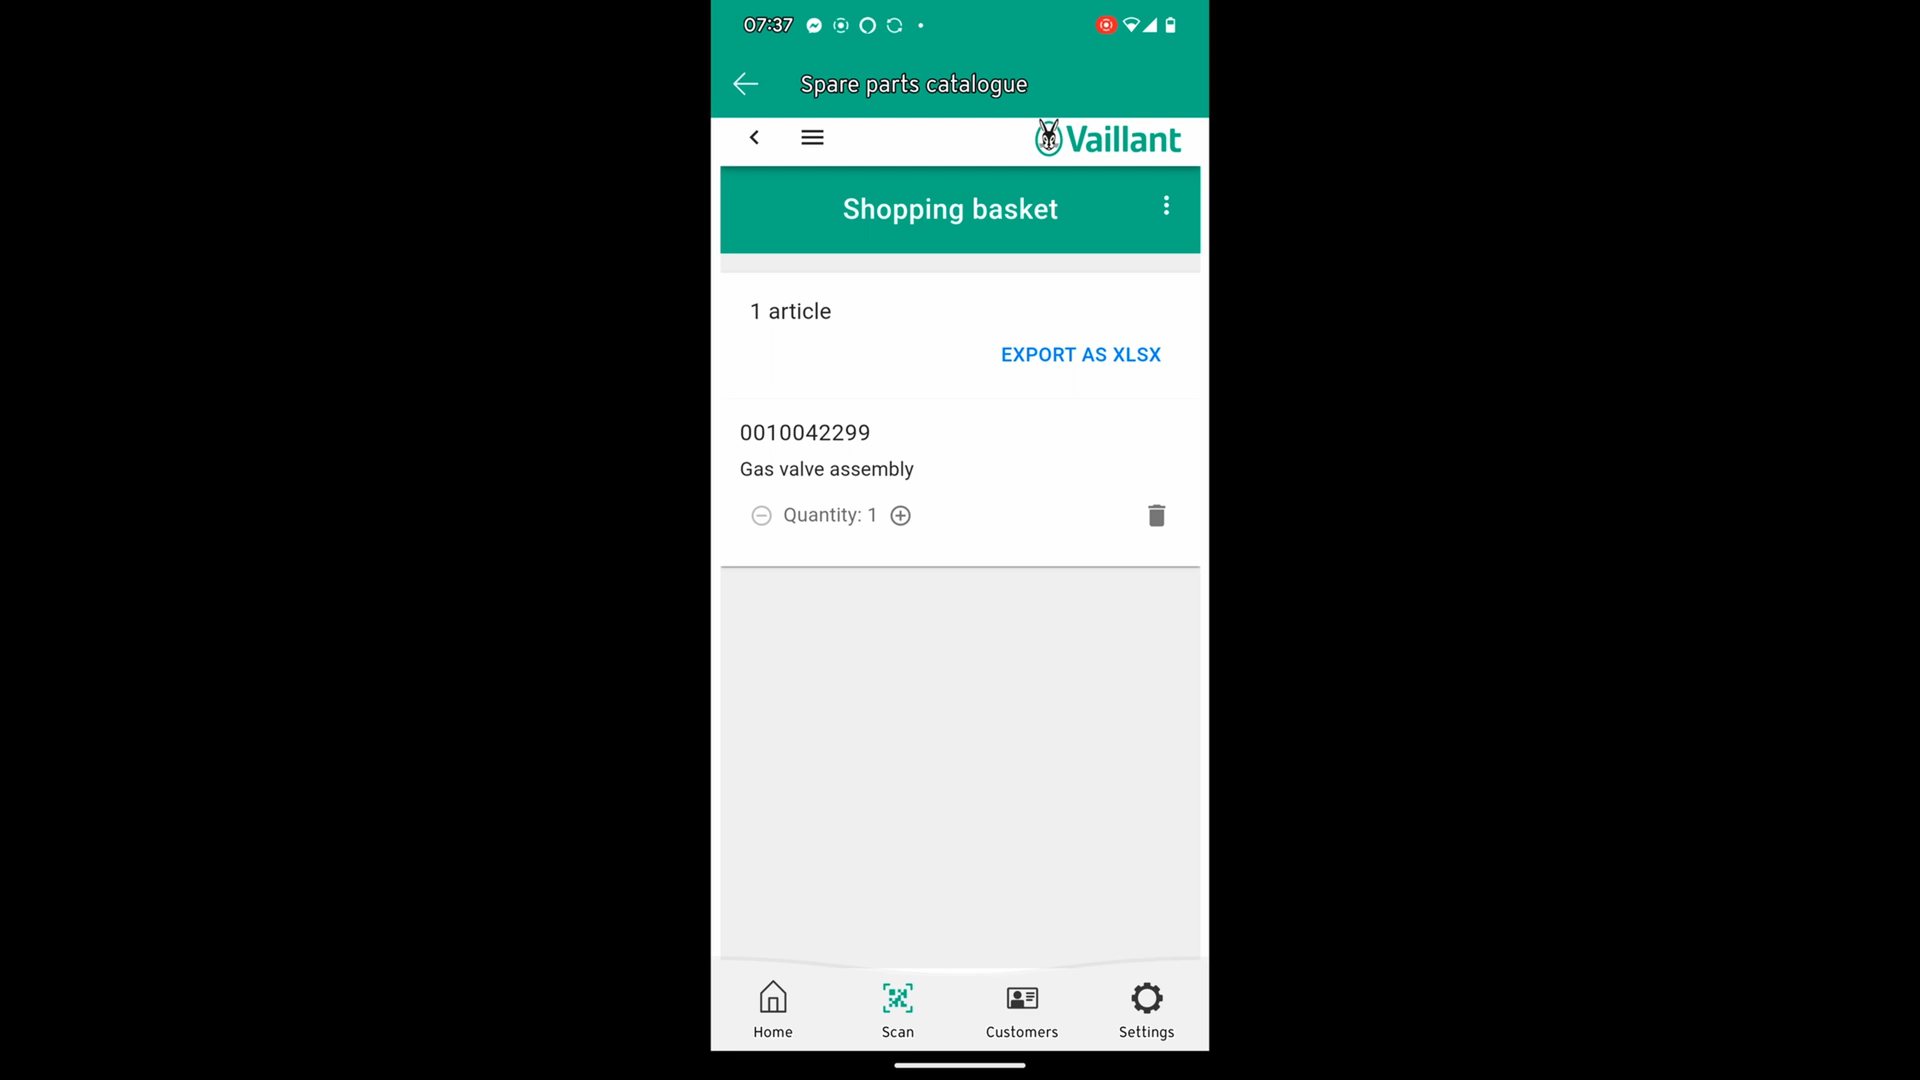 07:37
Spare parts catalogue
Vaillant
Shopping basket
1 article
EXPORT AS XLSX
0010042299
Gas valve assembly
Quantity: 1
Home
Scan
Customers
Settings